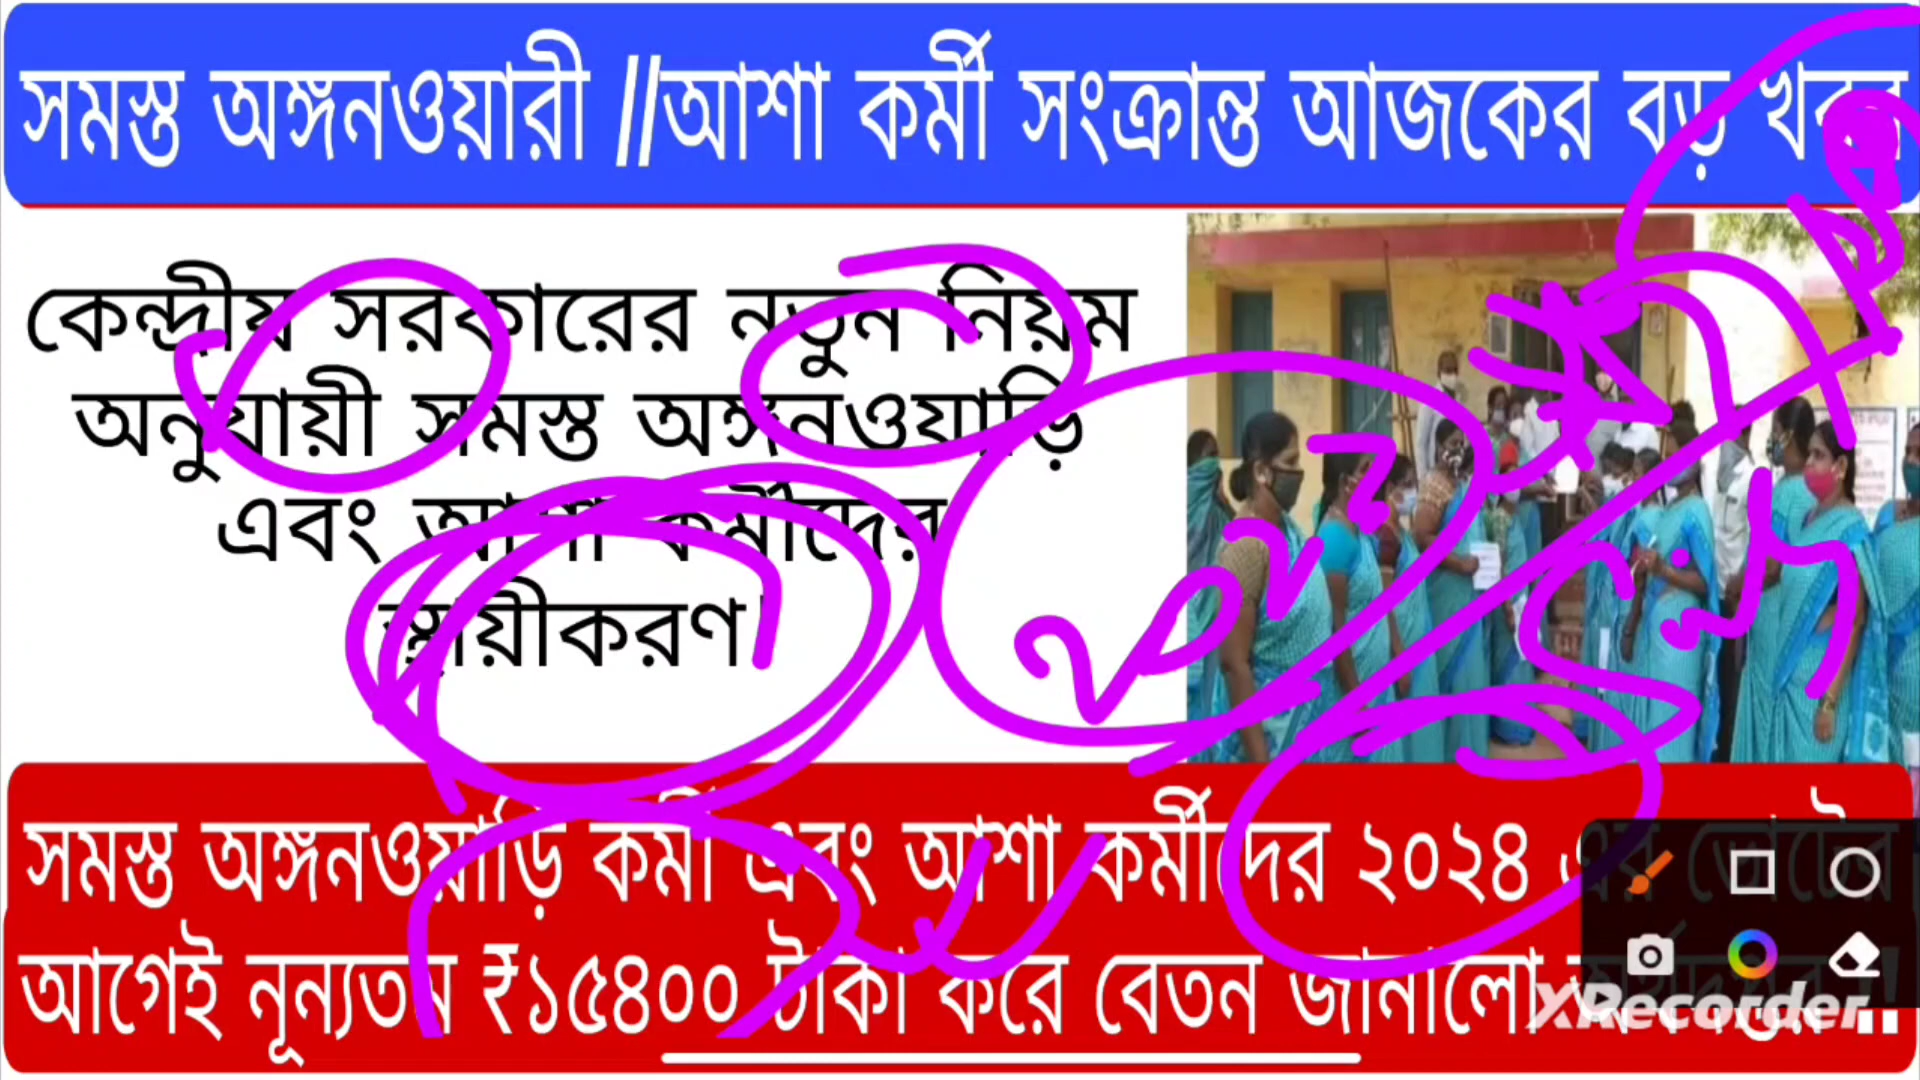 সমস্ত অঙ্গনওয়ারী //আশা কর্মী সংক্রান্ত আজকের বড় খবর
কেন্দ্রীয় সরকারের নতুন নিয়ম
অনুযায়ী সমস্ত অঙ্গনওয়াড়ি
এবং আশা কর্মীদের
স্থায়ীকরণ!
সমস্ত অঙ্গনওয়াড়ি কর্মী এবং আশা কর্মীদের ২০২৪ এর ভোটের
আগেই নূন্যতম ₹১৫৪০০ টাকা করে বেতন জানালো
XRecorder